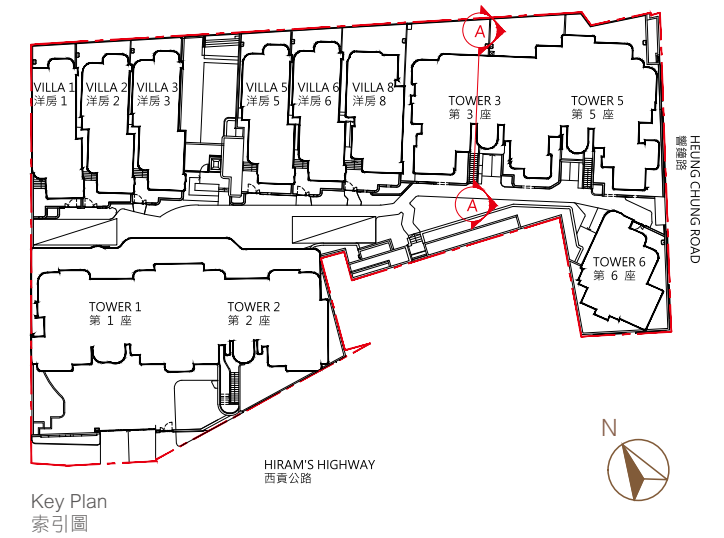 A
VILLA 1
洋房 1
VILLA 2
洋房 2
VILLA 3
洋房 3
VILLA 5
洋房 5
VILLA 6
洋房 6
VILLA 8
洋房 8
TOWER 3
第 3 座
TOWER 5
第 5 座
HEUNG CHUNG ROAD
響鐘路
A
TOWER 6
第 6 座
TOWER 1
第 1 座
TOWER 2
第 2 座
HIRAM'S HIGHWAY
西貢公路
N
Key Plan
索引圖